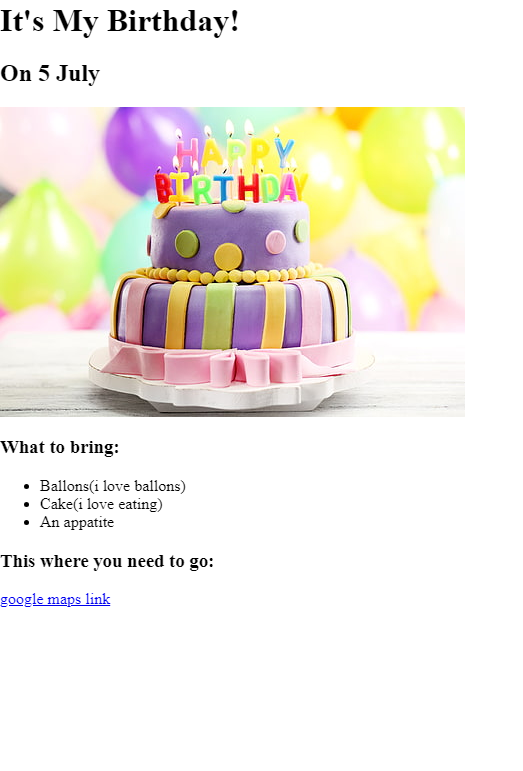 It's My Birthday!
On 5 July
HAPPY
BIRTHDAY
What to bring:
Ballons(i love ballons)
Cake(i love eating)
An appatite
This where you need to go:
google maps link